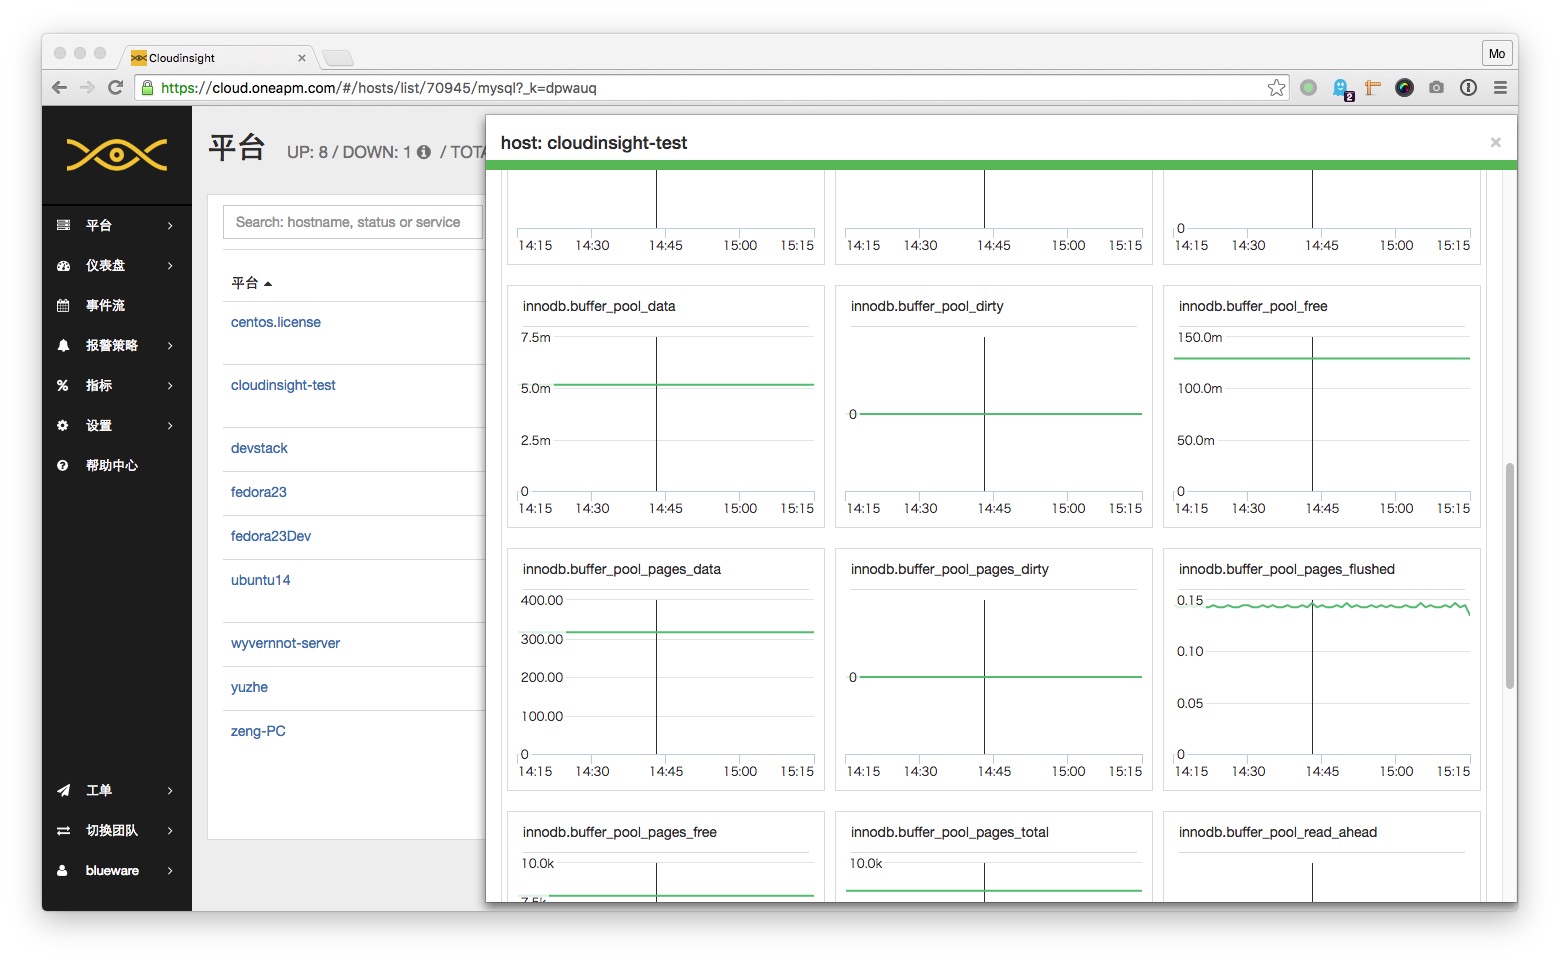 Cloudinsight
Mo
https://cloud.oneapm.com/#/hosts/list/70945/mysql?_k=dpwauq
2
平台
UP: 8 / DOWN: 1 / TOTA
host: cloudinsight-test
Search: hostname, status or service
平台
仪表盘
事件流
报警策略
指标
设置
帮助中心
工单
切换团队
blueware
平台
centos.license
cloudinsight-test
devstack
fedora23
fedora23Dev
ubuntu14
wyvernnot-server
yuzhe
zeng-PC
14:15 14:30 14:45 15:00 15:15
14:15 14:30 14:45 15:00 15:15
0
14:15 14:30 14:45 15:00 15:15
innodb.buffer_pool_data
7.5m
5.0m
2.5m
0
14:15 14:30 14:45 15:00 15:15
innodb.buffer_pool_dirty
0
14:15 14:30 14:45 15:00 15:15
innodb.buffer_pool_free
150.0m
100.0m
50.0m
0
14:15 14:30 14:45 15:00 15:15
innodb.buffer_pool_pages_data
400.00
300.00
200.00
100.00
0
14:15 14:30 14:45 15:00 15:15
innodb.buffer_pool_pages_dirty
0
14:15 14:30 14:45 15:00 15:15
innodb.buffer_pool_pages_flushed
0.15
0.10
0.05
0
14:15 14:30 14:45 15:00 15:15
innodb.buffer_pool_pages_free
10.0k
7.5k
innodb.buffer_pool_pages_total
10.0k
innodb.buffer_pool_read_ahead